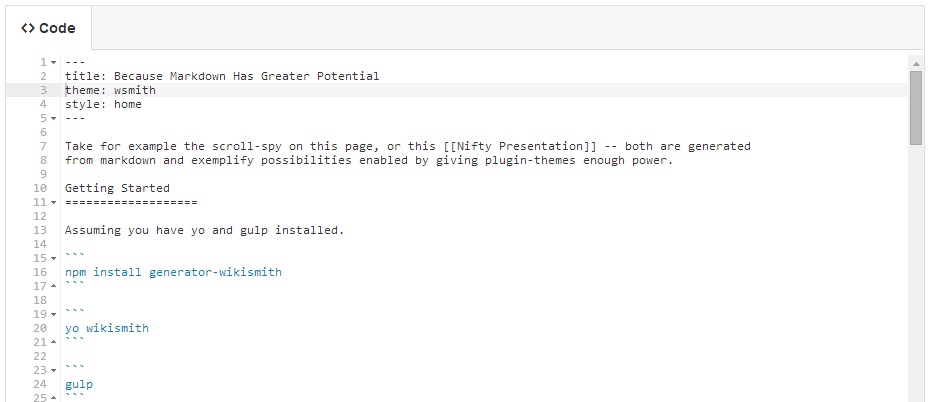 <> Code
1 ---
2 title: Because Markdown Has Greater Potential
3 theme: wsmith
4 style: home
5 ---
6
7 Take for example the scroll-spy on this page, or this [[Nifty Presentation]] -- both are generated
8 from markdown and exemplify possibilities enabled by giving plugin-themes enough power.
9
10 Getting Started
11 ===================
12
13 Assuming you have yo and gulp installed.
14
15 ```
16 npm install generator-wikismith
17 ```
18
19 ```
20 yo wikismith
21 ```
22
23 ```
24 gulp
25 ```